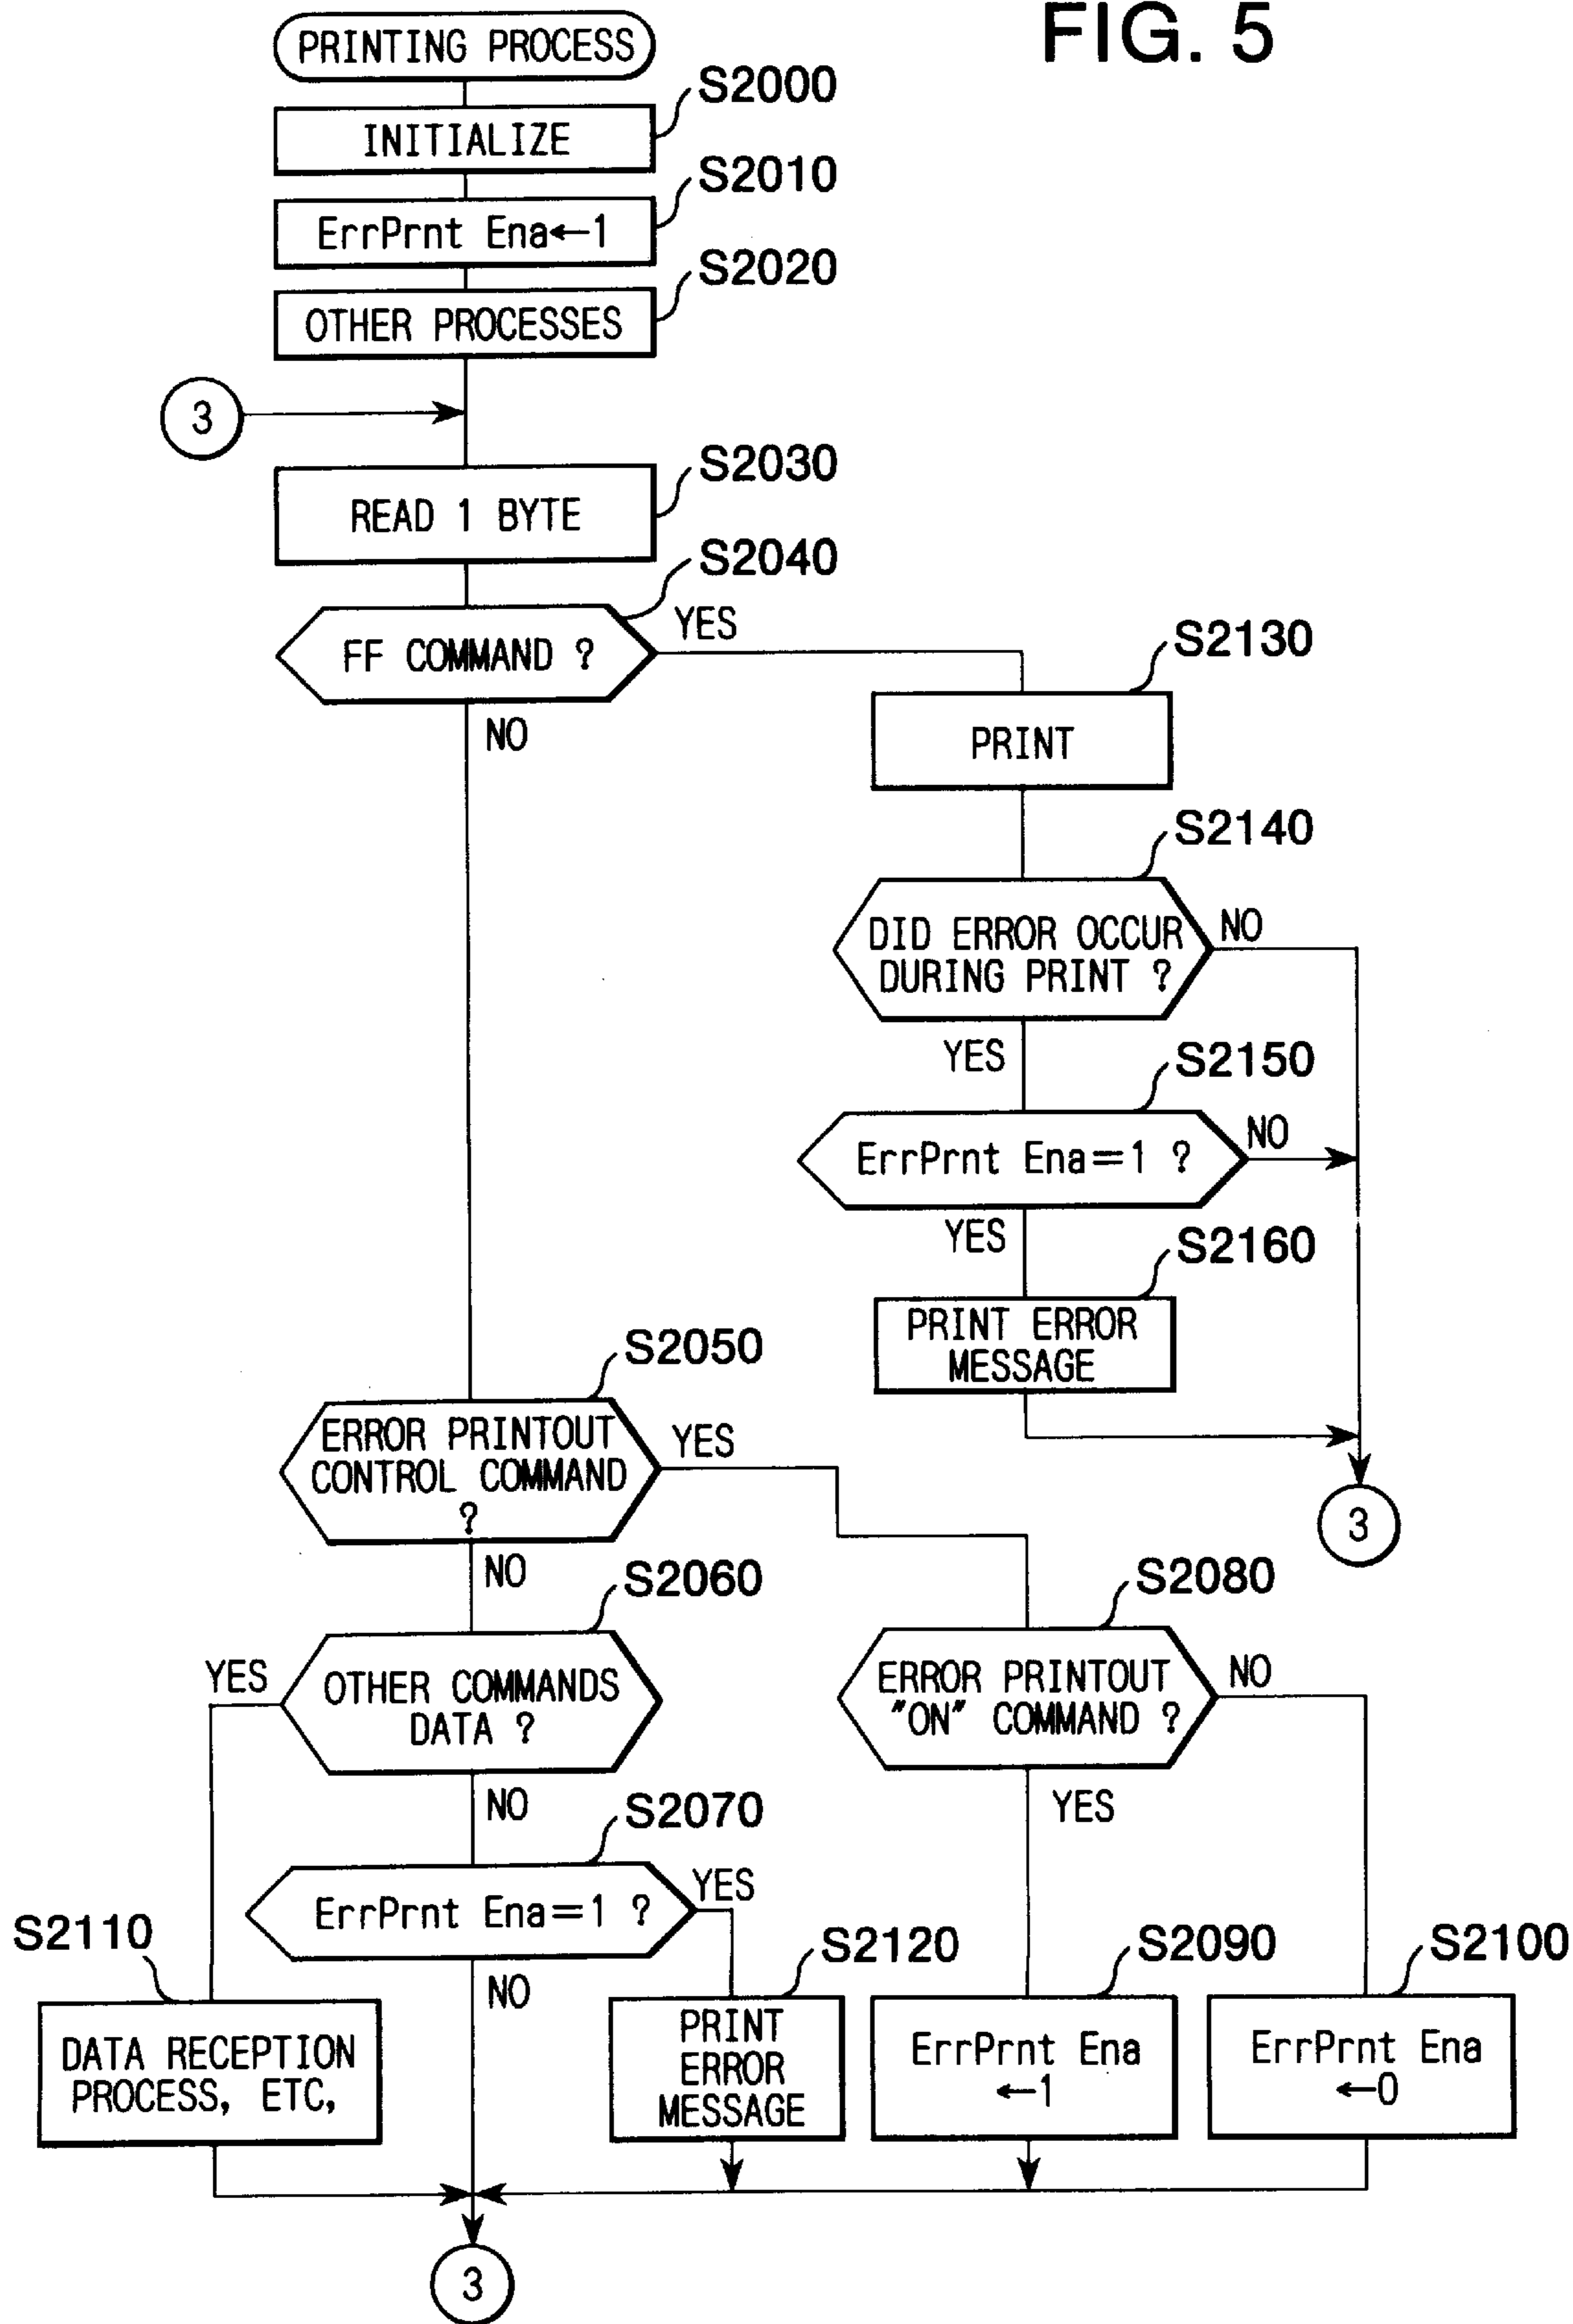 FIG. 5
PRINTING PROCESS
S2000
INITIALIZE
S2010
ErrPrnt Ena←1
S2020
OTHER PROCESSES
3
S2030
READ 1 BYTE
S2040
FF COMMAND ?
YES
NO
S2130
PRINT
S2140
DID ERROR OCCUR
DURING PRINT ?
NO
YES
S2150
ErrPrnt Ena=1 ?
NO
YES
S2160
PRINT ERROR
MESSAGE
3
S2050
ERROR PRINTOUT
CONTROL COMMAND
?
YES
NO
S2060
OTHER COMMANDS
DATA ?
YES
NO
S2080
ERROR PRINTOUT
"ON" COMMAND ?
NO
YES
S2070
ErrPrnt Ena=1 ?
YES
NO
S2110
DATA RECEPTION
PROCESS, ETC,
S2120
PRINT
ERROR
MESSAGE
S2090
ErrPrnt Ena
←1
S2100
ErrPrnt Ena
←0
3